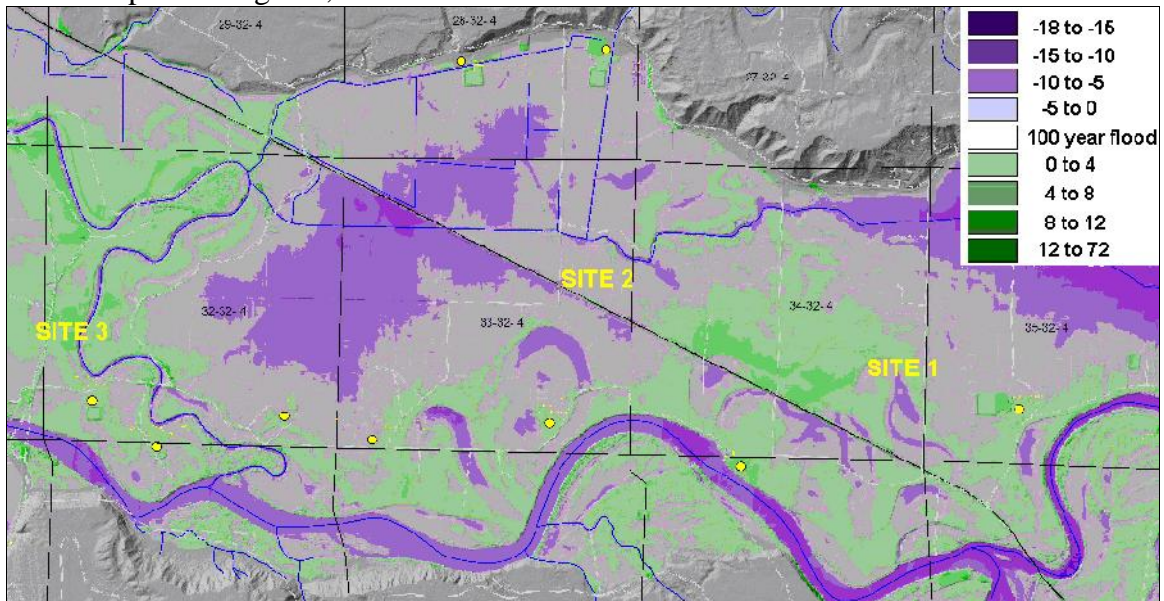 29-32-4
28-32-4
27-32-4
-18 to -15
-15 to -10
-10 to -5
-5 to 0
100 year flood
0 to 4
4 to 8
8 to 12
12 to 72
SITE 2
SITE 3
32-32-4
33-32-4
34-32-4
35-32-4
SITE 1